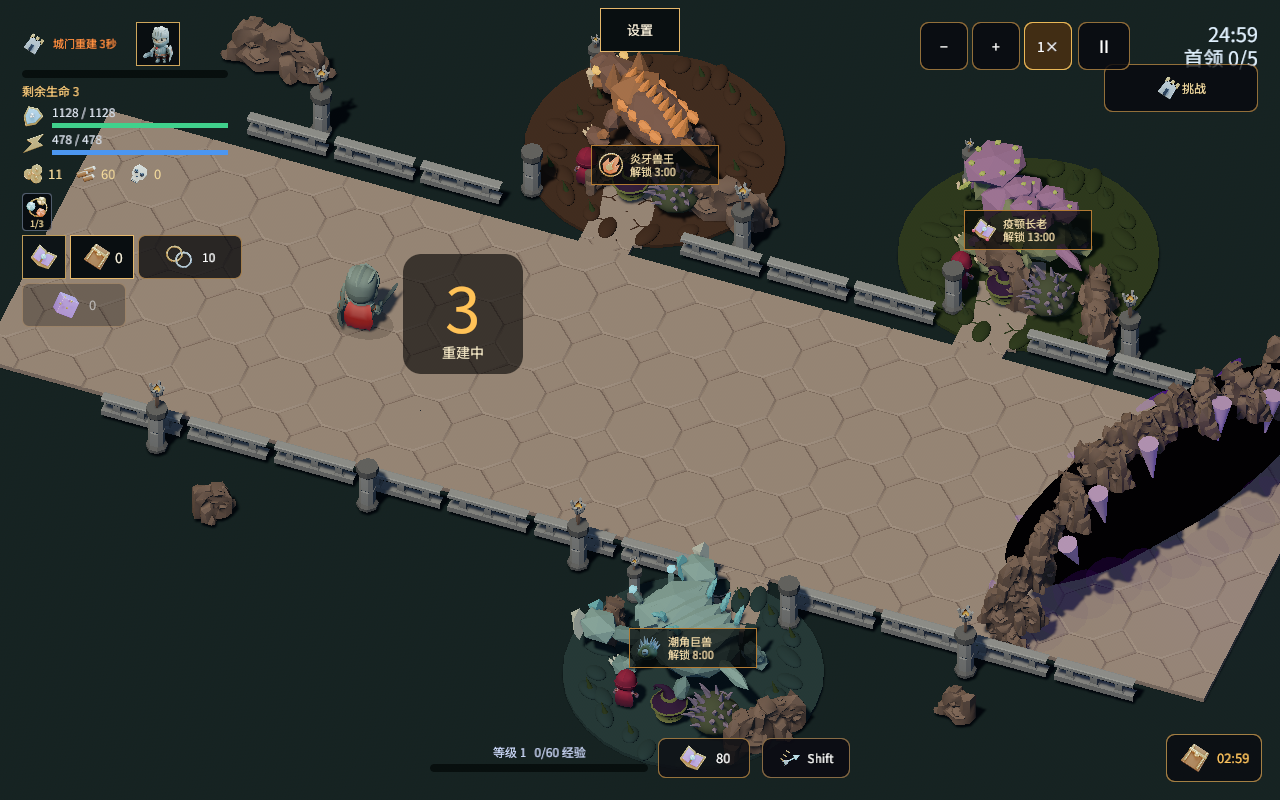 设置
城门重建 3秒
剩余生命 3
1128 / 1128
478 / 478
11
60
0
1/3
0
10
0
−
+
1×
24:59
首领 0/5
挑战
炎牙兽王
解锁 3:00
疫颚长老
解锁 13:00
3
重建中
潮角巨兽
解锁 8:00
等级 1 0/60 经验
80
Shift
02:59